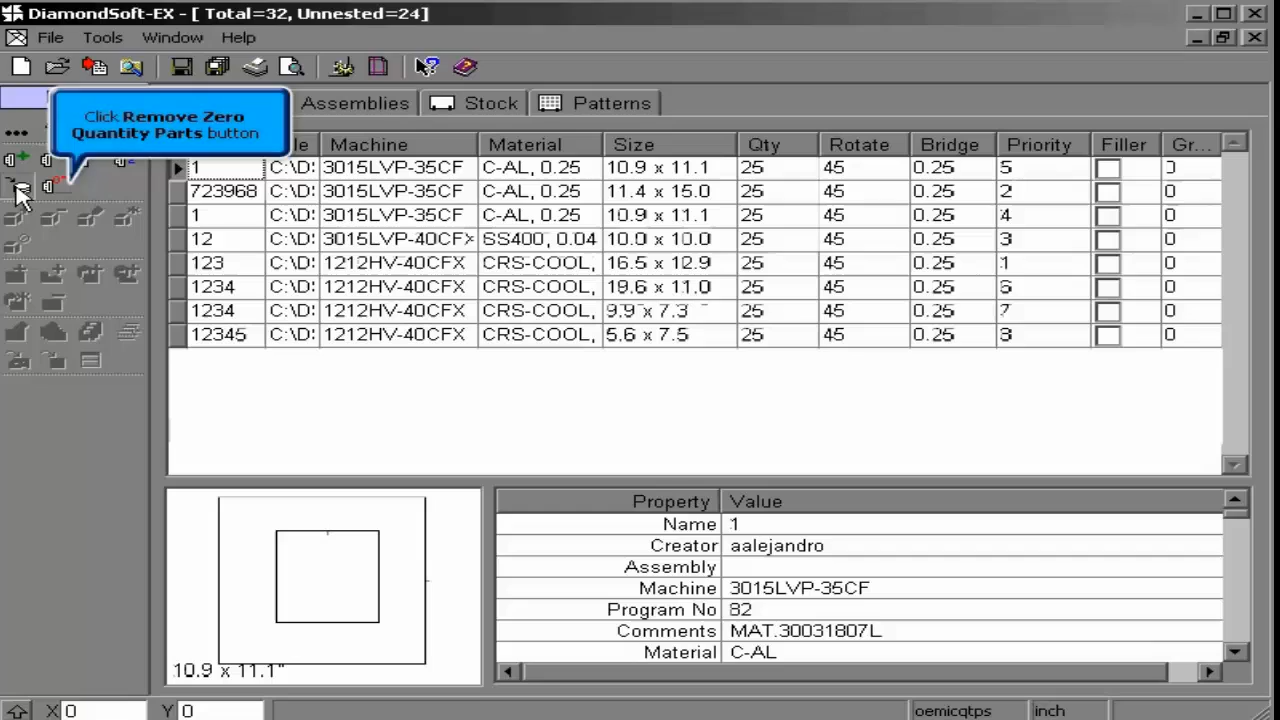 DiamondSoft-EX - [ Total=32, Unnested=24]
File Tools Window Help
Click Remove Zero
Quantity Parts button
Assemblies Stock Patterns
le Machine Material Size Qty Rotate Bridge Priority Filler Gr...
1 C:\D: 3015LVP-35CF C-AL, 0.25 10.9 x 11.1 25 45 0.25 5 0
723968 C:\D: 3015LVP-35CF C-AL, 0.25 11.4 x 15.0 25 45 0.25 2 0
1 C:\D: 3015LVP-35CF C-AL, 0.25 10.9 x 11.1 25 45 0.25 4 0
12 C:\D: 3015LVP-40CFX SS400, 0.04 10.0 x 10.0 25 45 0.25 3 0
123 C:\D: 1212HV-40CFX CRS-COOL, 16.5 x 12.9 25 45 0.25 1 0
1234 C:\D: 1212HV-40CFX CRS-COOL, 19.6 x 11.0 25 45 0.25 6 0
1234 C:\D: 1212HV-40CFX CRS-COOL, 9.9 x 7.3 25 45 0.25 7 0
12345 C:\D: 1212HV-40CFX CRS-COOL, 5.6 x 7.5 25 45 0.25 0
10.9 x 11.1"
Property Value
Name 1
Creator aalejandro
Assembly
Machine 3015LVP-35CF
Program No 82
Comments MAT.30031807L
Material C-AL
X 0 Y 0 oemicqtps inch